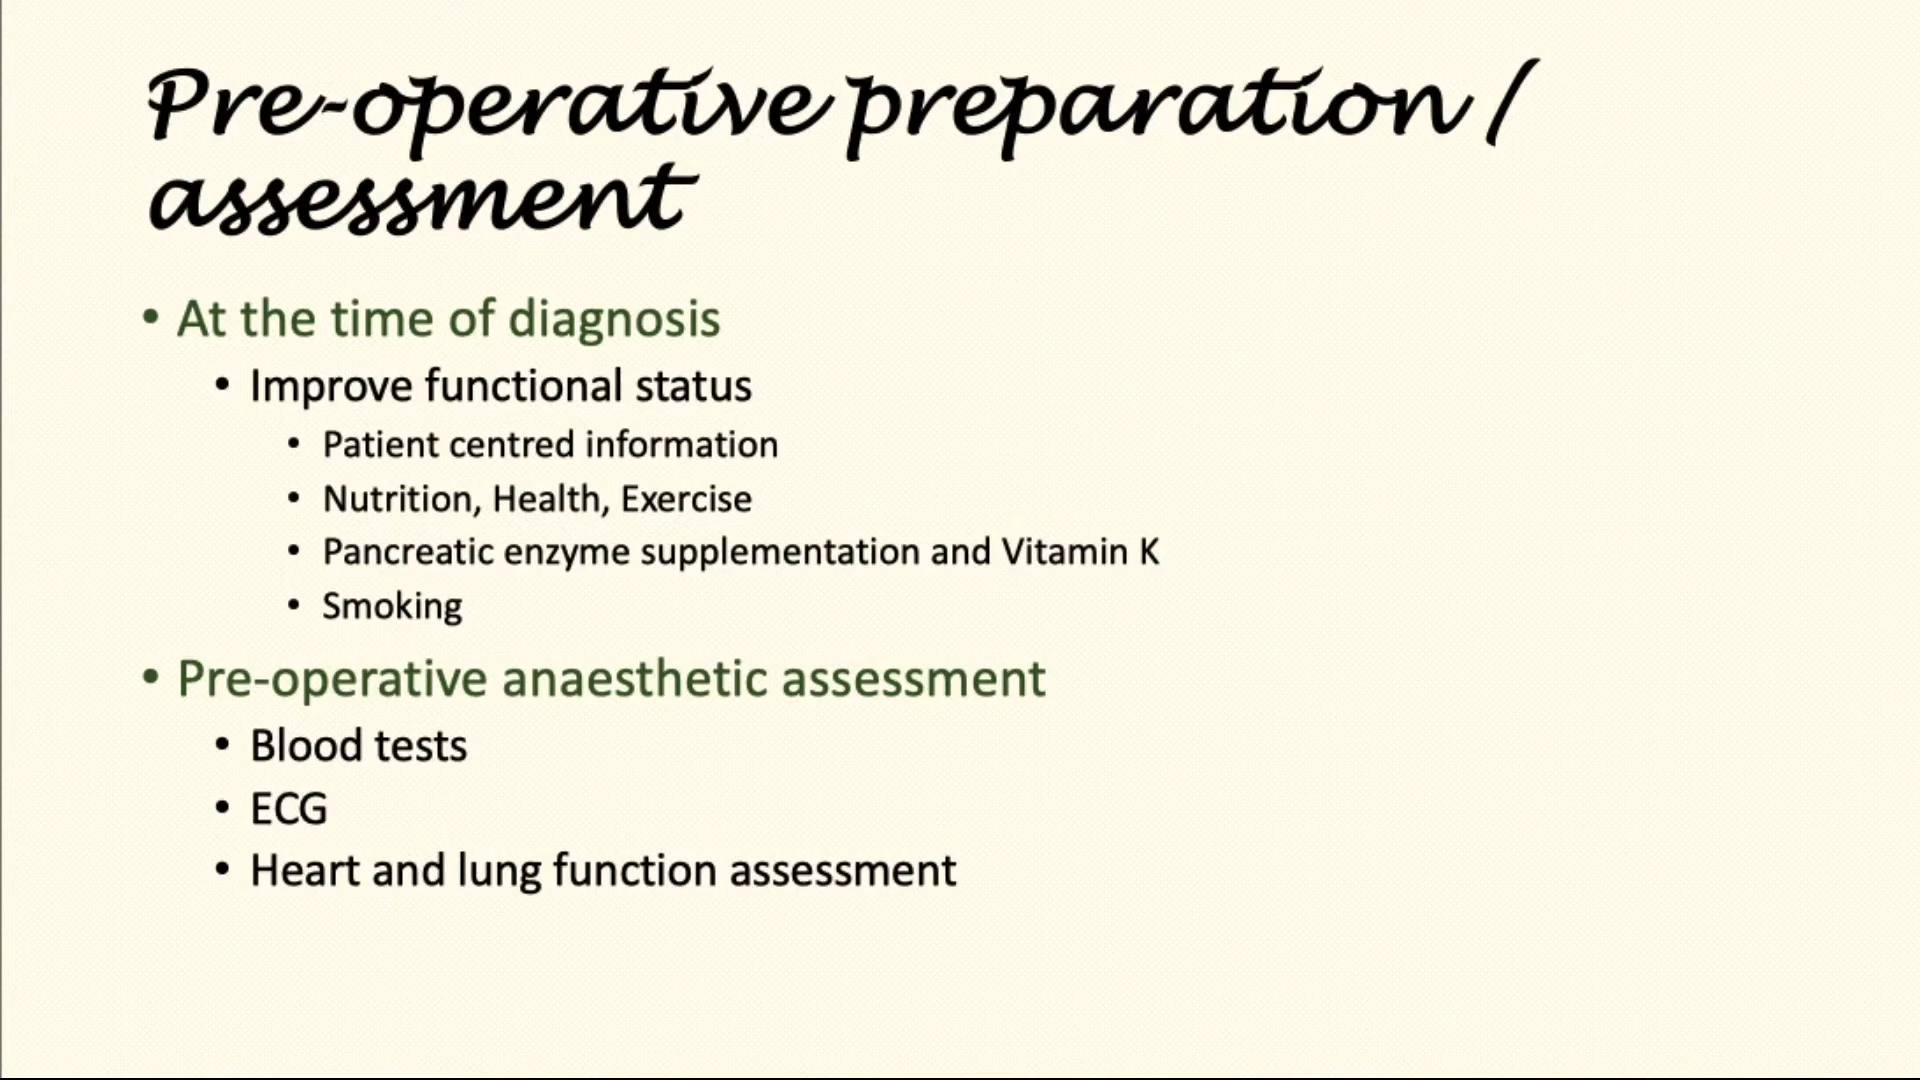 Pre-operative preparation /
assessment
• At the time of diagnosis
• Improve functional status
• Patient centred information
• Nutrition, Health, Exercise
• Pancreatic enzyme supplementation and Vitamin K
• Smoking
• Pre-operative anaesthetic assessment
• Blood tests
• ECG
• Heart and lung function assessment